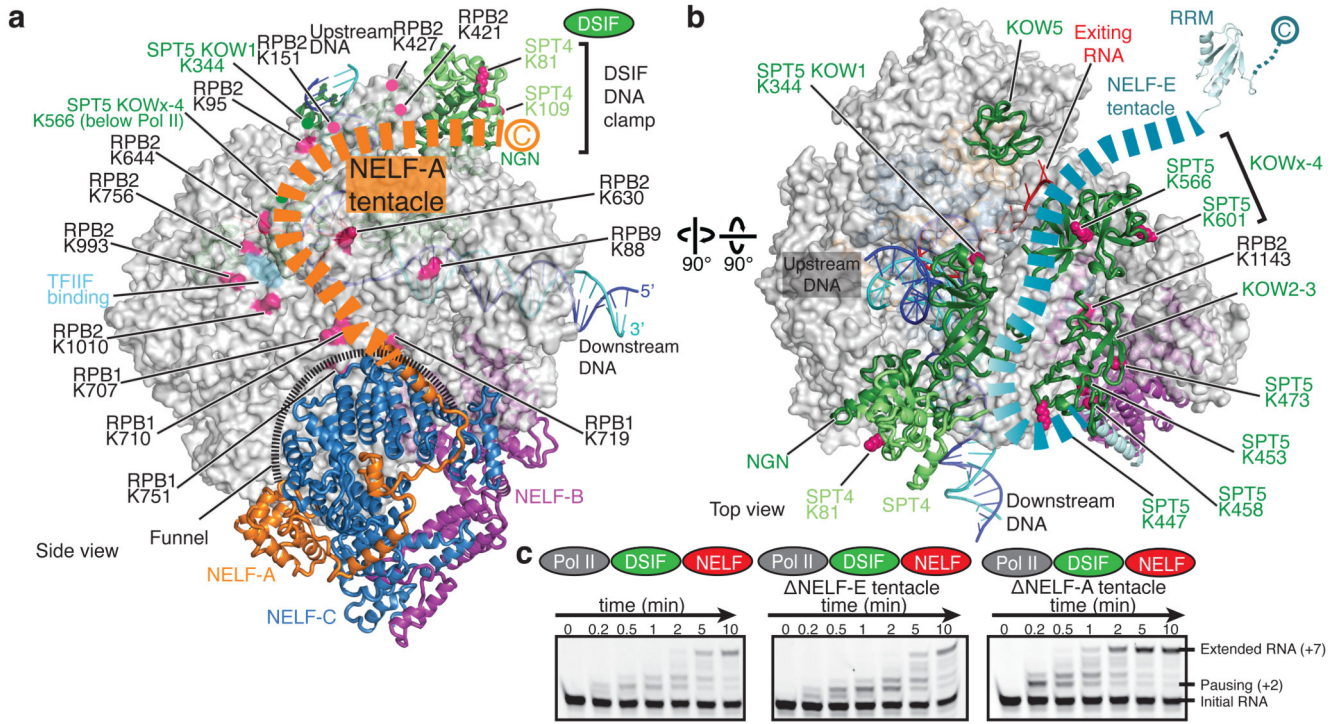 a
Upstream
DNA
RPB2
K427
RPB2
K421
DSIF
SPT5 KOW1
K344
RPB2
K151
SPT4
K81
DSIF
DNA
clamp
RPB2
K95
SPT4
K109
SPT5 KOWx-4
K566 (below Pol II)
C
NGN
RPB2
K644
NELF-A
tentacle
RPB2
K756
RPB2
K630
RPB2
K993
RPB9
K88
TFIIF
binding
5’
3’
RPB2
K1010
Downstream
DNA
RPB1
K707
RPB1
K710
RPB1
K719
RPB1
K751
NELF-B
Side view
Funnel
NELF-A
NELF-C
90°
90°
b
RRM
C
KOW5
Exiting
RNA
SPT5 KOW1
K344
NELF-E
tentacle
KOWx-4
SPT5
K566
SPT5
K601
Upstream
DNA
RPB2
K1143
KOW2-3
SPT5
K473
SPT5
K453
NGN
SPT5
K458
SPT4
K81
SPT4
SPT5
K447
Top view
Downstream
DNA
c
Pol II DSIF NELF
time (min)
0 0.2 0.5 1 2 5 10
Pol II DSIF NELF
ΔNELF-E tentacle
time (min)
0 0.2 0.5 1 2 5 10
Pol II DSIF NELF
ΔNELF-A tentacle
time (min)
0 0.2 0.5 1 2 5 10
Extended RNA (+7)
Pausing (+2)
Initial RNA